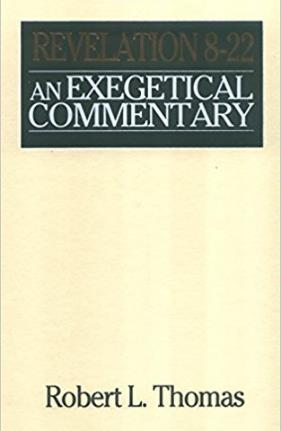 REVELATION 8-22
AN EXEGETICAL
COMMENTARY
Robert L. Thomas